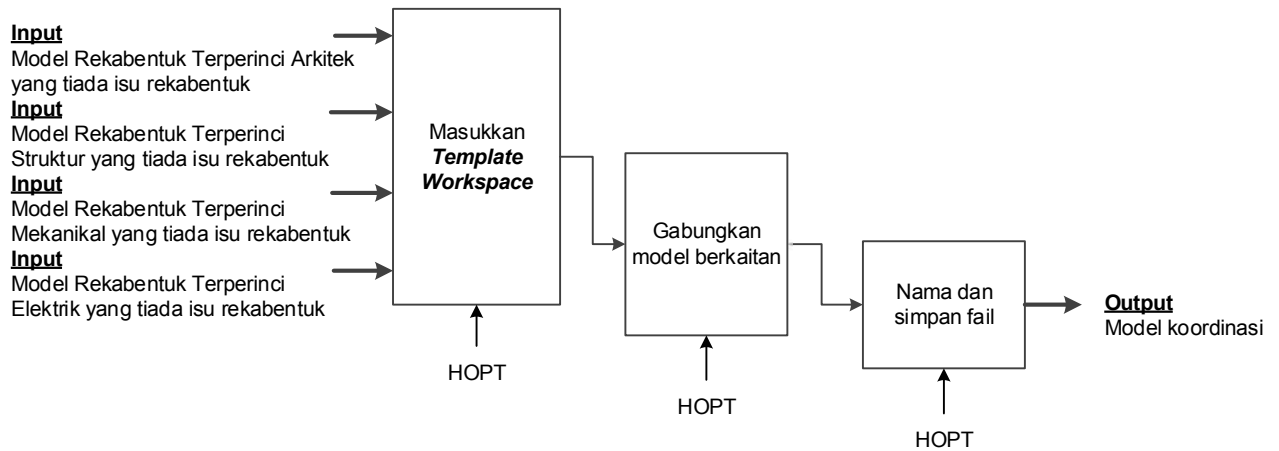 Input
Model Rekabentuk Terperinci Arkitek
yang tiada isu rekabentuk
Input
Model Rekabentuk Terperinci
Struktur yang tiada isu rekabentuk
Input
Model Rekabentuk Terperinci
Mekanikal yang tiada isu rekabentuk
Input
Model Rekabentuk Terperinci
Elektrik yang tiada isu rekabentuk
Masukkan
Template
Workspace
HOPT
Gabungkan
model berkaitan
HOPT
Nama dan
simpan fail
HOPT
Output
Model koordinasi